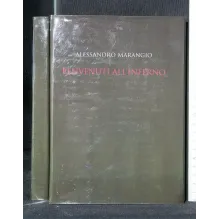 ALESSANDRO MARANGIO
BENVENUTI ALL'INFERNO